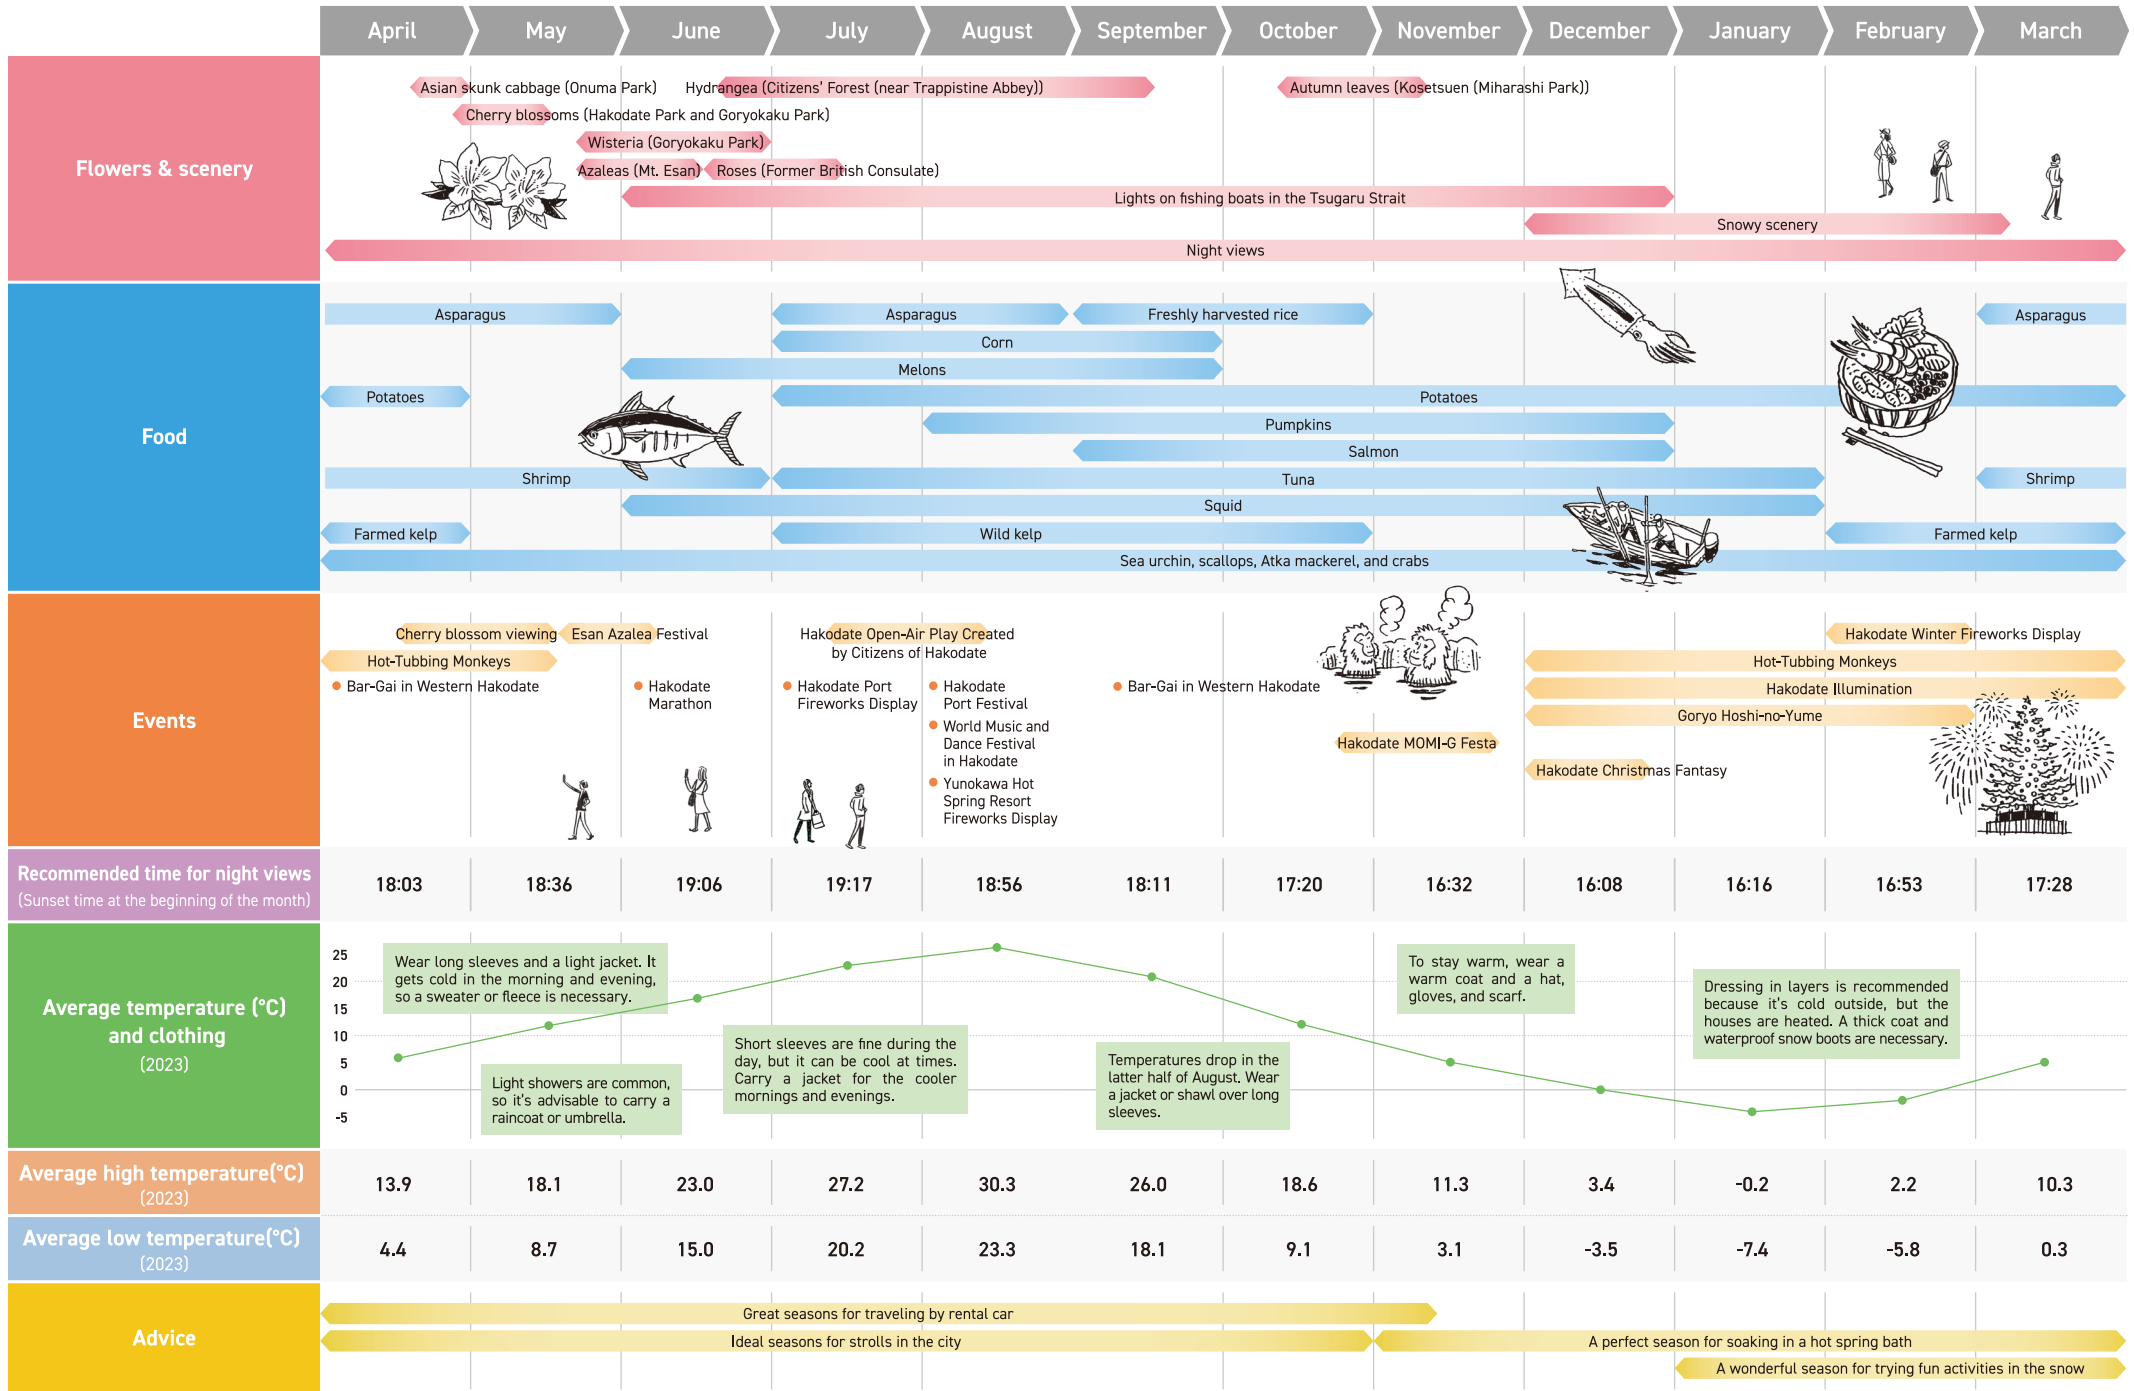 April May June July August September October November December January February March
Flowers & scenery
Asian skunk cabbage (Onuma Park)
Hydrangea (Citizens' Forest (near Trappistine Abbey))
Autumn leaves (Kosetsuen (Miharashi Park))
Cherry blossoms (Hakodate Park and Goryokaku Park)
Wisteria (Goryokaku Park)
Azaleas (Mt. Esan)
Roses (Former British Consulate)
Lights on fishing boats in the Tsugaru Strait
Snowy scenery
Night views
Food
Asparagus
Asparagus
Freshly harvested rice
Asparagus
Corn
Melons
Potatoes
Potatoes
Pumpkins
Salmon
Shrimp
Tuna
Shrimp
Squid
Farmed kelp
Wild kelp
Farmed kelp
Sea urchin, scallops, Atka mackerel, and crabs
Events
Cherry blossom viewing
Esan Azalea Festival
Hakodate Open-Air Play Created
by Citizens of Hakodate
Hakodate Winter Fireworks Display
Hot-Tubbing Monkeys
Hot-Tubbing Monkeys
Bar-Gai in Western Hakodate
Hakodate
Marathon
Hakodate Port
Fireworks Display
Hakodate
Port Festival
World Music and
Dance Festival
in Hakodate
Yunokawa Hot
Spring Resort
Fireworks Display
Bar-Gai in Western Hakodate
Hakodate Illumination
Goryo Hoshi-no-Yume
Hakodate MOMI-G Festa
Hakodate Christmas Fantasy
Recommended time for night views
(Sunset time at the beginning of the month)
18:03 18:36 19:06 19:17 18:56 18:11 17:20 16:32 16:08 16:16 16:53 17:28
Average temperature (°C)
and clothing
(2023)
25
20
15
10
5
0
-5
Wear long sleeves and a light jacket. It
gets cold in the morning and evening,
so a sweater or fleece is necessary.
Light showers are common,
so it's advisable to carry a
raincoat or umbrella.
Short sleeves are fine during the
day, but it can be cool at times.
Carry a jacket for the cooler
mornings and evenings.
Temperatures drop in the
latter half of August. Wear
a jacket or shawl over long
sleeves.
To stay warm, wear a
warm coat and a hat,
gloves, and scarf.
Dressing in layers is recommended
because it's cold outside, but the
houses are heated. A thick coat and
waterproof snow boots are necessary.
Average high temperature(°C)
(2023)
13.9 18.1 23.0 27.2 30.3 26.0 18.6 11.3 3.4 -0.2 2.2 10.3
Average low temperature(°C)
(2023)
4.4 8.7 15.0 20.2 23.3 18.1 9.1 3.1 -3.5 -7.4 -5.8 0.3
Advice
Great seasons for traveling by rental car
Ideal seasons for strolls in the city
A perfect season for soaking in a hot spring bath
A wonderful season for trying fun activities in the snow